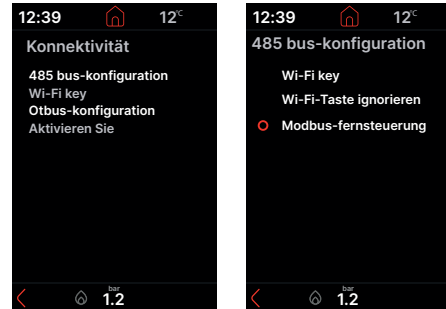 12:39
12°C
Konnektivität
485 bus-konfiguration
Wi-Fi key
Otbus-konfiguration
Aktivieren Sie
bar
1.2
12:39
12°C
485 bus-konfiguration
Wi-Fi key
Wi-Fi-Taste ignorieren
Modbus-fernsteuerung
bar
1.2